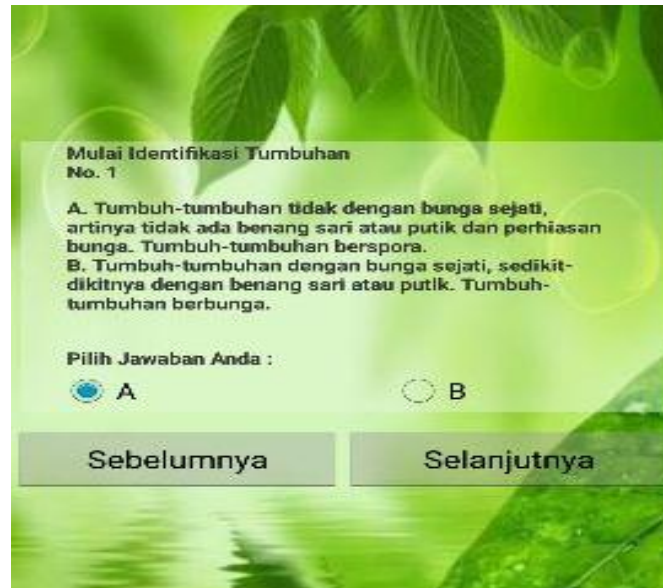 Mulai Identifikasi Tumbuhan
No. 1
A. Tumbuh-tumbuhan tidak dengan bunga sejati,
artinya tidak ada benang sari atau putik dan perhiasan
bunga. Tumbuh-tumbuhan berspora.
B. Tumbuh-tumbuhan dengan bunga sejati, sedikit-
dikitnya dengan benang sari atau putik. Tumbuh-
tumbuhan berbunga.
Pilih Jawaban Anda :
A B
Sebelumnya Selanjutnya